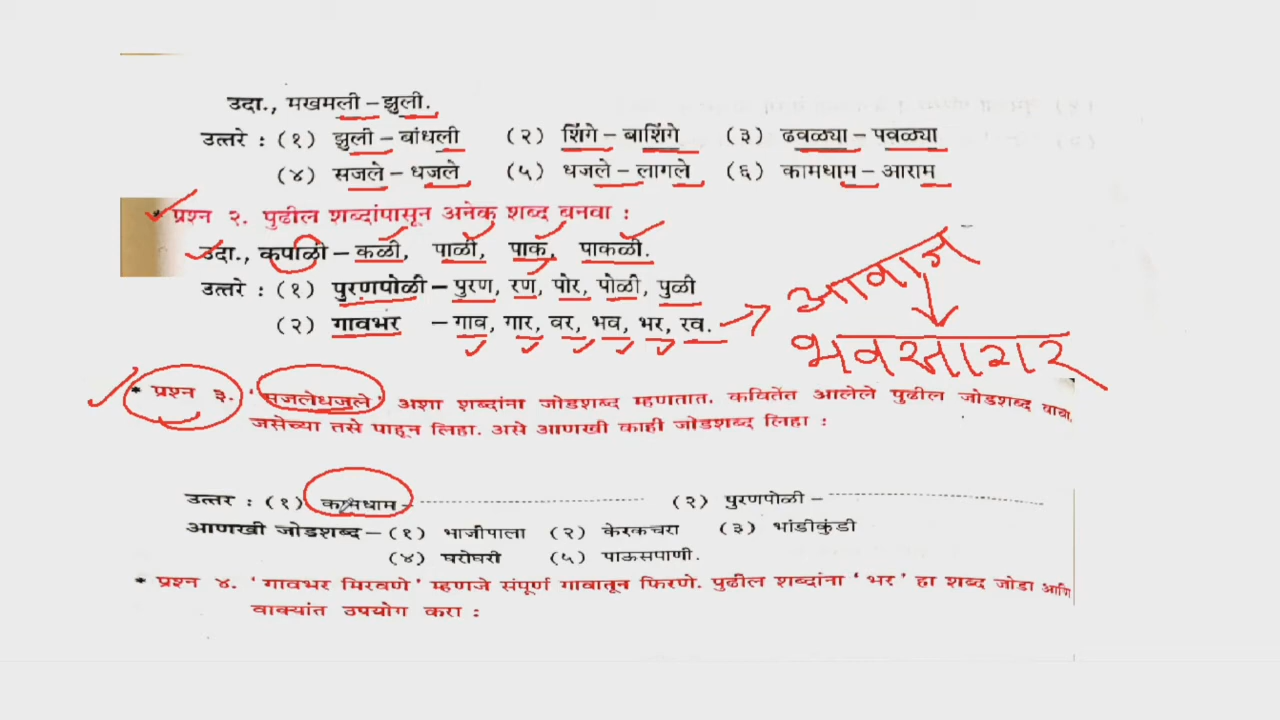 उदा., मखमली – झुली.
उत्तरे : (१) झुली – बांधली (२) शिंगे – बाशिंगे (३) ढवळ्या – पवळ्या
(४) सजले – धजले (५) धजले – लागले (६) कामधाम – आराम
* प्रश्न २. पुढील शब्दांपासून अनेक शब्द बनवा :
उदा., कपाळी – कळी, पाळी, पाक, पाकळी.
उत्तरे : (१) पुरणपोळी – पुरण, रण, पोर, पोळी, पुळी
(२) गावभर – गाव, गार, वर, भव, भर, रव.
आवाज
भवसागर
* प्रश्न ३. 'सजलेधजले' अशा शब्दांना जोडशब्द म्हणतात. कवितेत आलेले पुढील जोडशब्द वाचा,
जसेच्या तसे पाहून लिहा. असे आणखी काही जोडशब्द लिहा :
उत्तर : (१) कामधाम – (२) पुरणपोळी –
आणखी जोडशब्द – (१) भाजीपाला (२) केरकचरा (३) भांडीकुंडी
(४) घरोघरी (५) पाऊसपाणी.
* प्रश्न ४. 'गावभर मिरवणे' म्हणजे संपूर्ण गावातून फिरणे. पुढील शब्दांना 'भर' हा शब्द जोडा आणि
वाक्यांत उपयोग करा :